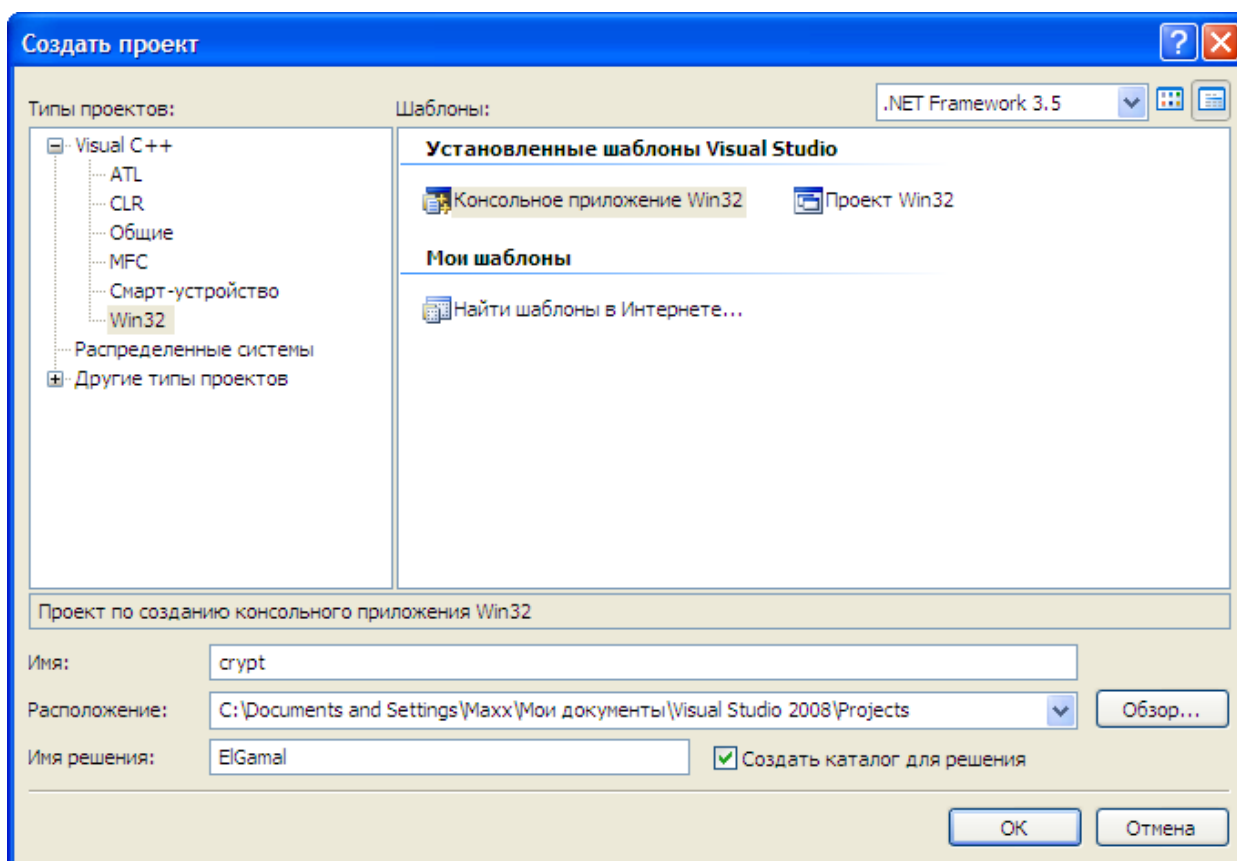 Создать проект
Типы проектов:
Шаблоны:
.NET Framework 3.5
Visual C++
ATL
CLR
Общие
MFC
Смарт-устройство
Win32
Распределенные системы
Другие типы проектов
Установленные шаблоны Visual Studio
Консольное приложение Win32
Проект Win32
Мои шаблоны
Найти шаблоны в Интернете...
Проект по созданию консольного приложения Win32
Имя:
crypt
Расположение:
C:\Documents and Settings\Maxx\Мои документы\Visual Studio 2008\Projects
Обзор...
Имя решения:
ElGamal
Создать каталог для решения
OK
Отмена